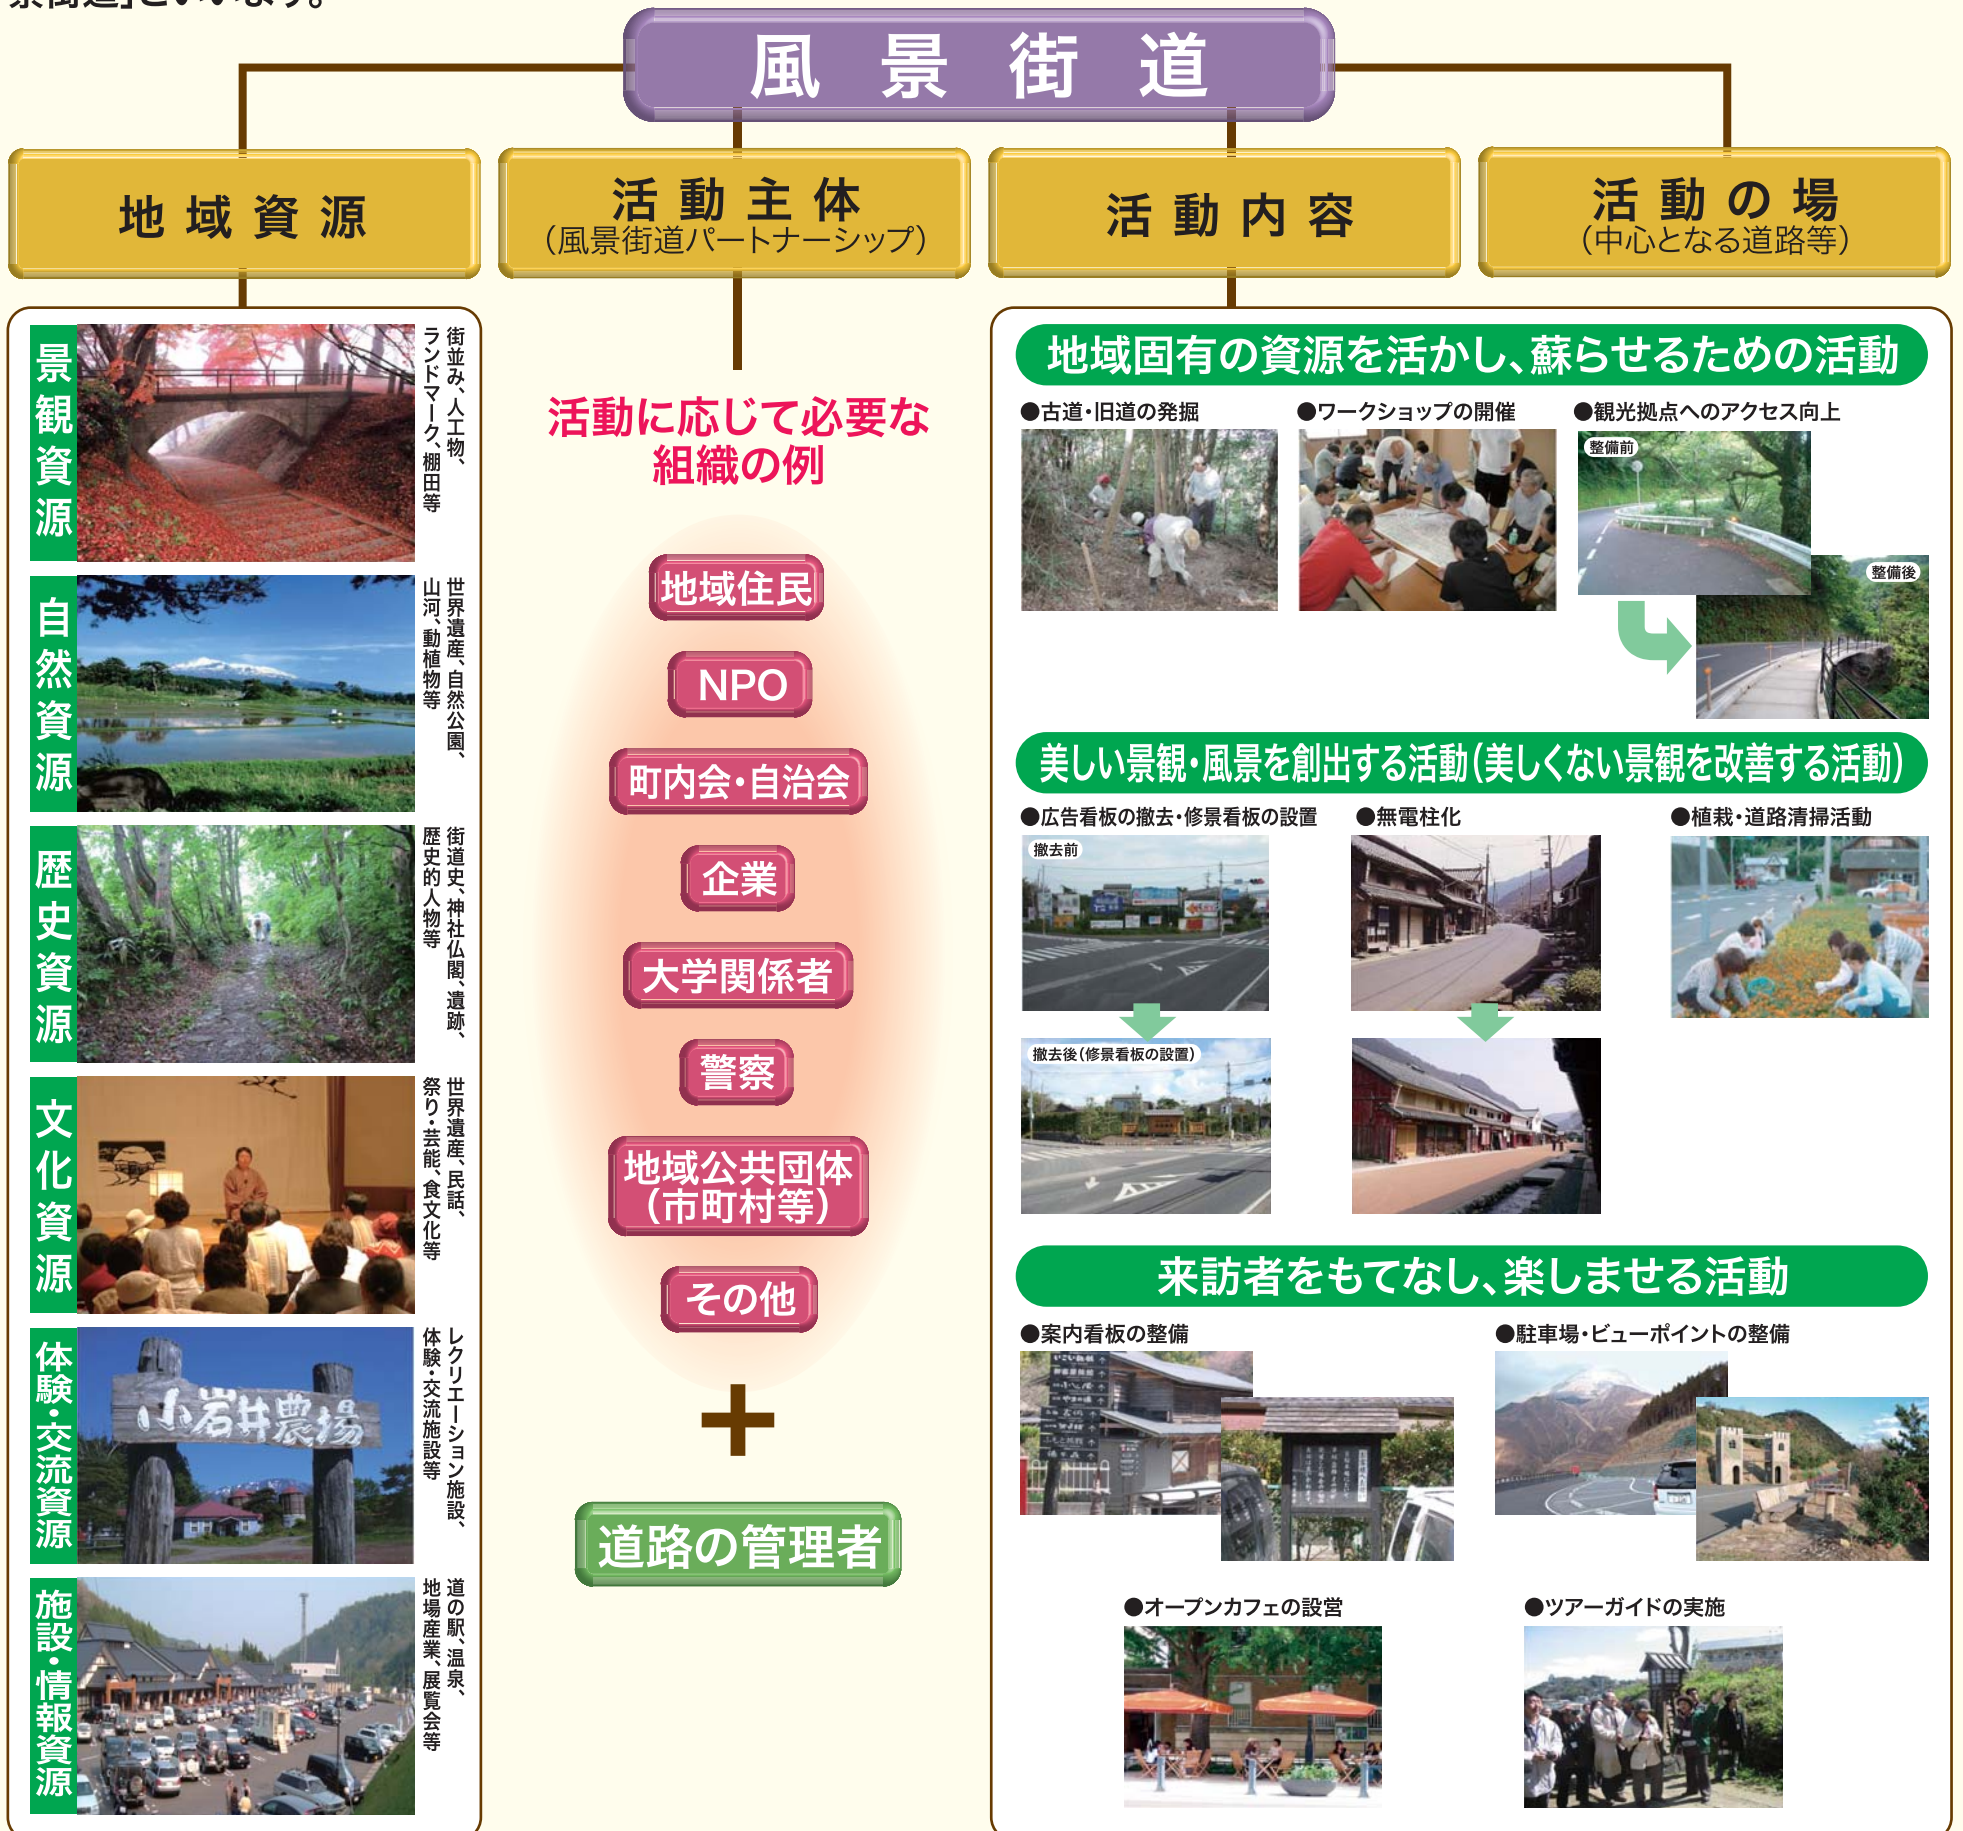 景街道」といいます。
風景街道
地域資源
活動主体
（風景街道パートナーシップ）
活動内容
活動の場
（中心となる道路等）
景観資源
街並み、人工物、
ランドマーク、棚田等
自然資源
世界遺産、自然公園、
山河、動植物等
歴史資源
街道史、神社仏閣、遺跡、
歴史的人物等
文化資源
世界遺産、民話、
祭り・芸能、食文化等
体験・交流資源
小岩井農場
レクリエーション施設、
体験・交流施設等
施設・情報資源
道の駅、温泉、
地場産業、展覧会等
活動に応じて必要な
組織の例
地域住民
NPO
町内会・自治会
企業
大学関係者
警察
地域公共団体
（市町村等）
その他
＋
道路の管理者
地域固有の資源を活かし、蘇らせるための活動
●古道・旧道の発掘
●ワークショップの開催
●観光拠点へのアクセス向上
整備前
整備後
美しい景観・風景を創出する活動（美しくない景観を改善する活動）
●広告看板の撤去・修景看板の設置
撤去前
撤去後（修景看板の設置）
●無電柱化
●植栽・道路清掃活動
来訪者をもてなし、楽しませる活動
●案内看板の整備
●駐車場・ビューポイントの整備
●オープンカフェの設営
●ツアーガイドの実施